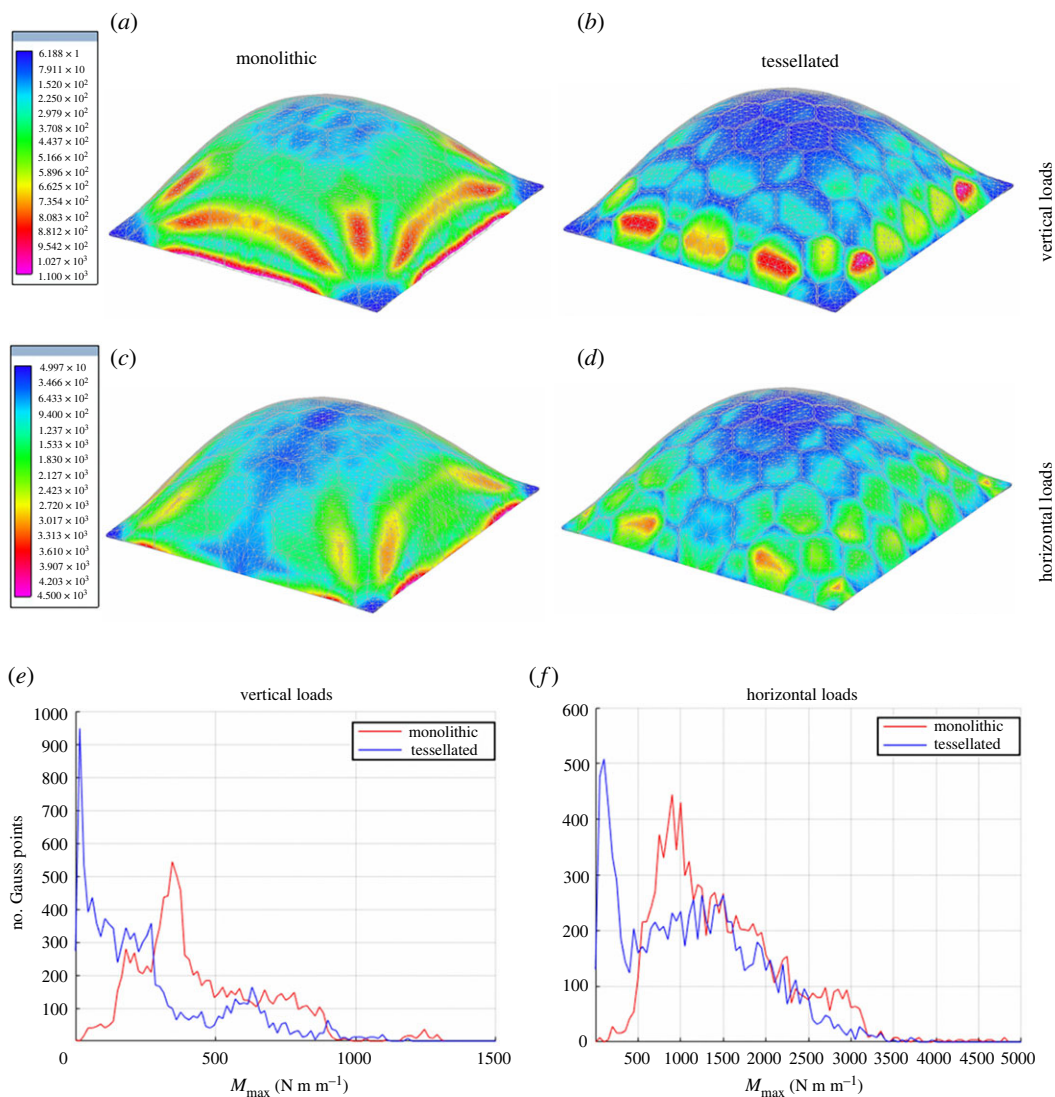 (a)
(b)
monolithic
tessellated
6.188 × 1
7.911 × 10
1.520 × 10²
2.250 × 10²
2.979 × 10²
3.708 × 10²
4.437 × 10²
5.166 × 10²
5.896 × 10²
6.625 × 10²
7.354 × 10²
8.083 × 10²
8.812 × 10²
9.542 × 10²
1.027 × 10³
1.100 × 10³
vertical loads
(c)
(d)
4.997 × 10
3.466 × 10²
6.433 × 10²
9.400 × 10²
1.237 × 10³
1.533 × 10³
1.830 × 10³
2.127 × 10³
2.423 × 10³
2.720 × 10³
3.017 × 10³
3.313 × 10³
3.610 × 10³
3.907 × 10³
4.203 × 10³
4.500 × 10³
horizontal loads
(e)
vertical loads
1000
900
800
700
600
500
400
300
200
100
no. Gauss points
monolithic
tessellated
0 500 1000 1500
M max (N m m⁻¹)
(f)
horizontal loads
600
500
400
300
200
100
0
monolithic
tessellated
500 1000 1500 2000 2500 3000 3500 4000 4500 5000
M max (N m m⁻¹)